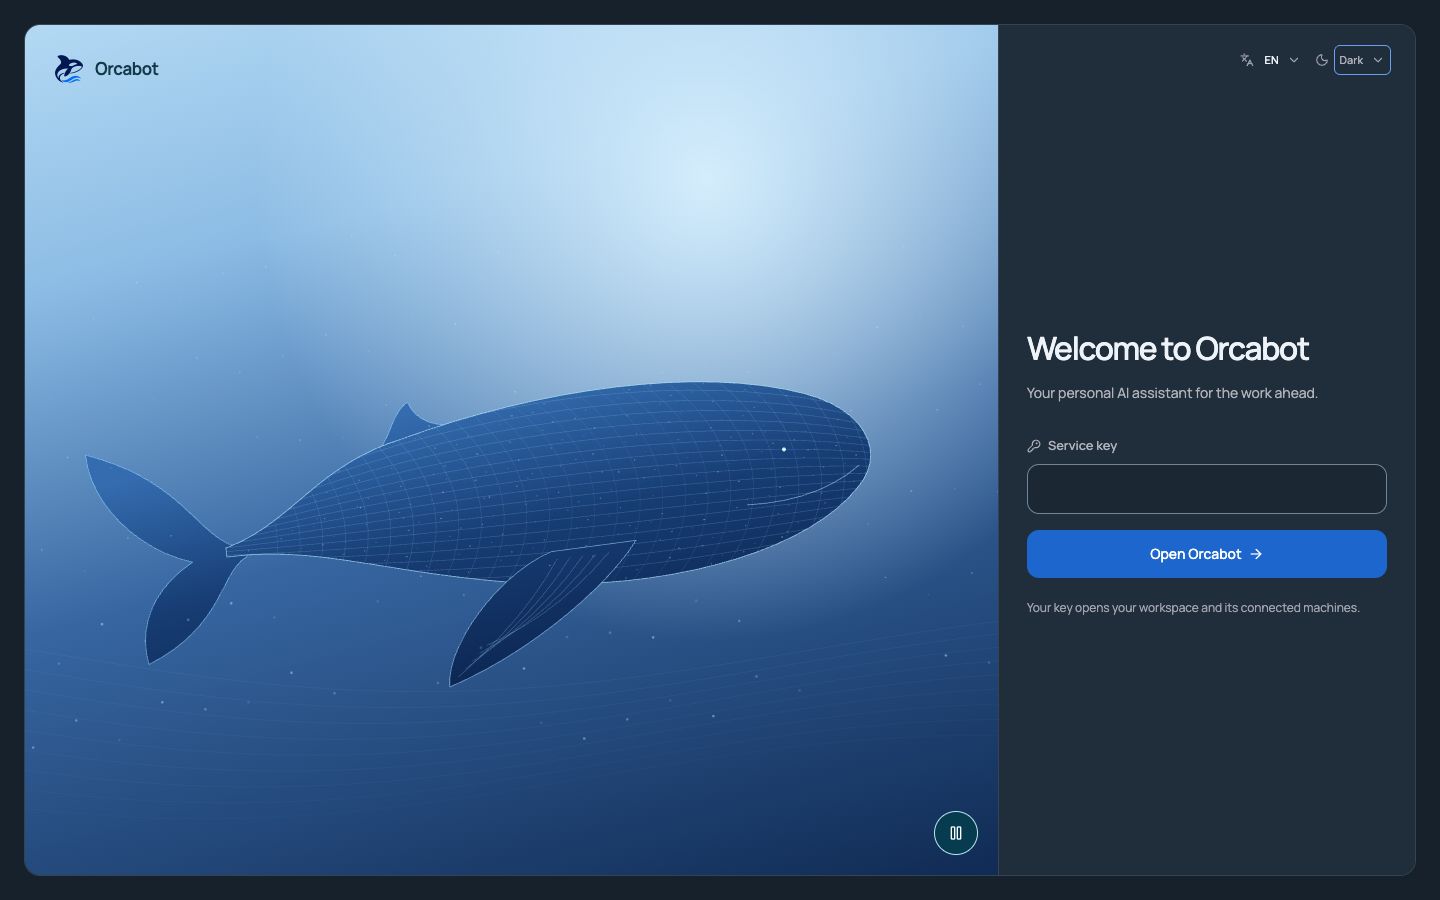 Orcabot
EN
Dark
Welcome to Orcabot
Your personal AI assistant for the work ahead.
Service key
Open Orcabot
Your key opens your workspace and its connected machines.